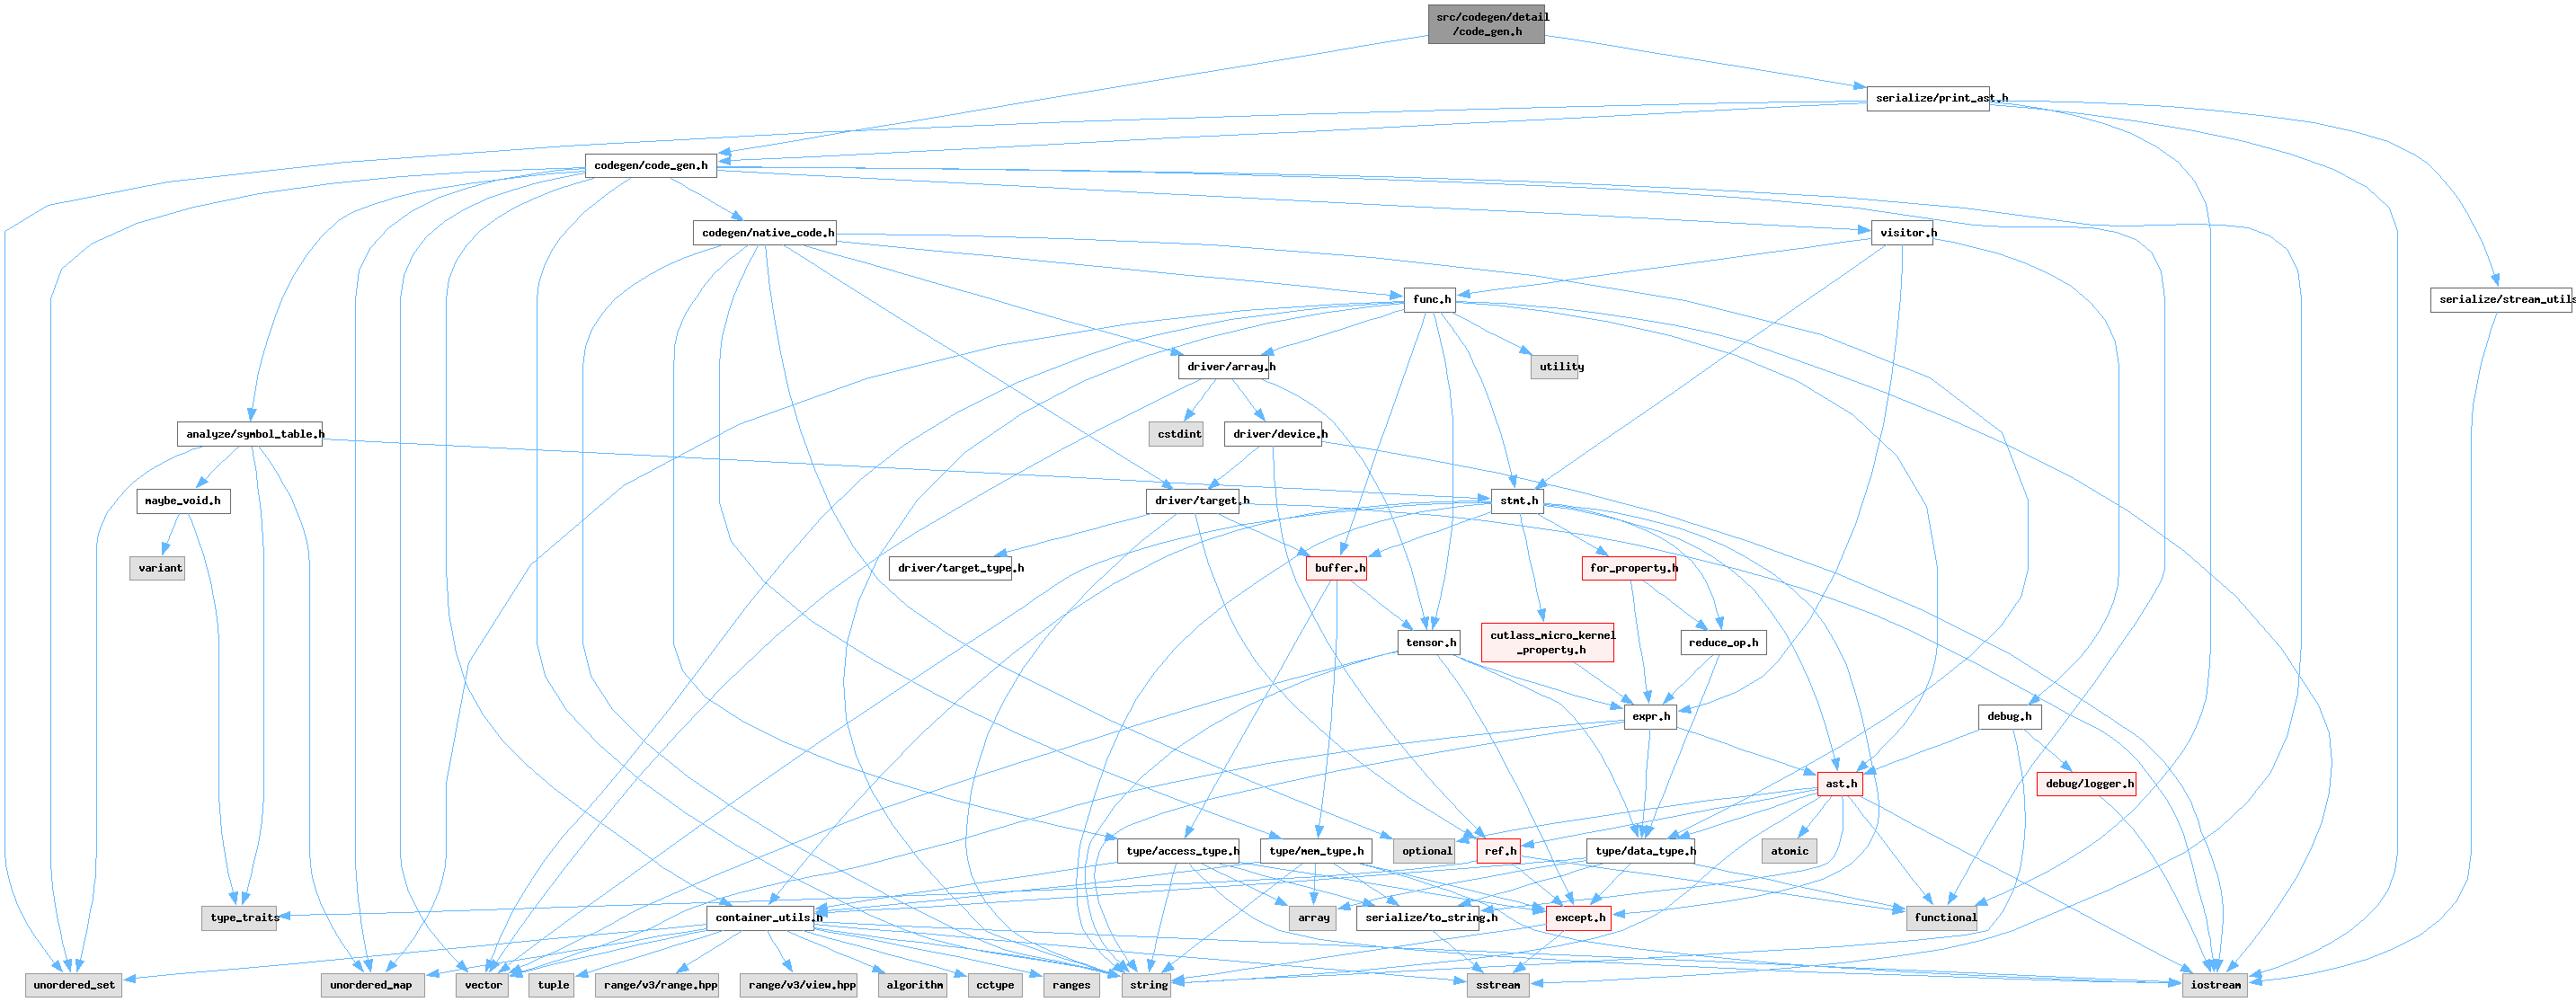 src/codegen/detail
/code_gen.h
serialize/print_ast.h
codegen/code_gen.h
codegen/native_code.h
visitor.h
func.h
serialize/stream_utils
driver/array.h
utility
analyze/symbol_table.h
cstdint
driver/device.h
maybe_void.h
driver/target.h
stmt.h
variant
driver/target_type.h
buffer.h
for_property.h
cutlass_micro_kernel
_property.h
tensor.h
reduce_op.h
expr.h
debug.h
ast.h
debug/logger.h
type/access_type.h
type/mem_type.h
optional
ref.h
type/data_type.h
atomic
type_traits
container_utils.h
array
serialize/to_string.h
except.h
functional
unordered_set
unordered_map
vector
tuple
range/v3/range.hpp
range/v3/view.hpp
algorithm
cctype
ranges
string
sstream
iostream